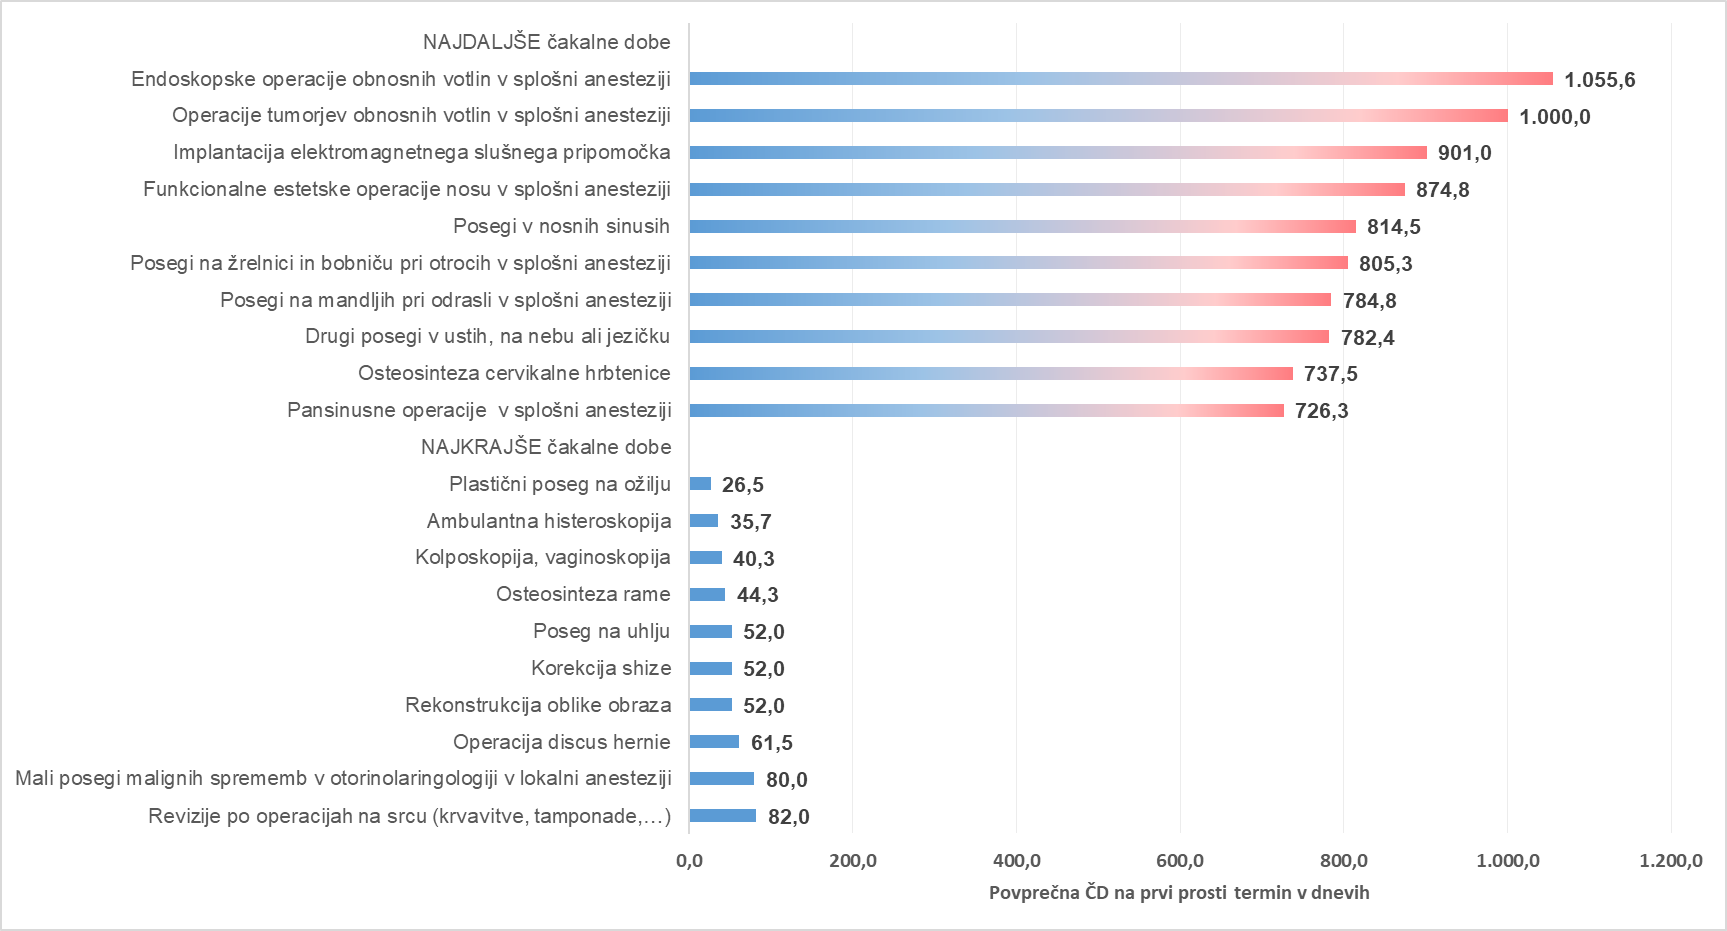 NAJDALJŠE čakalne dobe
Endoskopske operacije obnosnih votlin v splošni anesteziji 1.055,6
Operacije tumorjev obnosnih votlin v splošni anesteziji 1.000,0
Implantacija elektromagnetnega slušnega pripomočka 901,0
Funkcionalne estetske operacije nosu v splošni anesteziji 874,8
Posegi v nosnih sinusih 814,5
Posegi na žrelnici in bobniču pri otrocih v splošni anesteziji 805,3
Posegi na mandljih pri odrasli v splošni anesteziji 784,8
Drugi posegi v ustih, na nebu ali jezičku 782,4
Osteosinteza cervikalne hrbtenice 737,5
Pansinusne operacije  v splošni anesteziji 726,3
NAJKRAJŠE čakalne dobe
Plastični poseg na ožilju 26,5
Ambulantna histeroskopija 35,7
Kolposkopija, vaginoskopija 40,3
Osteosinteza rame 44,3
Poseg na uhlju 52,0
Korekcija shize 52,0
Rekonstrukcija oblike obraza 52,0
Operacija discus hernie 61,5
Mali posegi malignih sprememb v otorinolaringologiji v lokalni anesteziji 80,0
Revizije po operacijah na srcu (krvavitve, tamponade,…) 82,0
0,0 200,0 400,0 600,0 800,0 1.000,0 1.200,0
Povprečna ČD na prvi prosti termin v dnevih